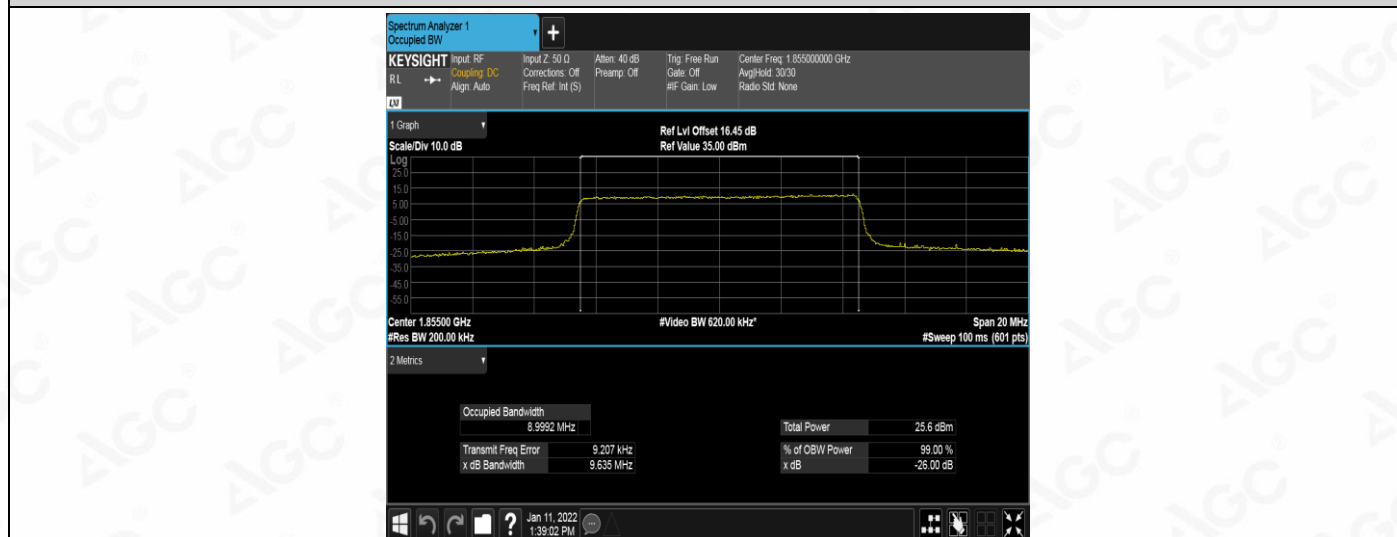 Spectrum Analyzer 1
Occupied BW
+
KEYSIGHT
RL
LXI
Input: RF
Coupling: DC
Align: Auto
Input Z: 50 Ω
Corrections: Off
Freq Ref: Int (S)
Atten: 40 dB
Preamp: Off
Trig: Free Run
Gate: Off
#IF Gain: Low
Center Freq: 1.855000000 GHz
Avg|Hold: 30/30
Radio Std: None
1 Graph
Scale/Div 10.0 dB
Ref Lvl Offset 16.45 dB
Ref Value 35.00 dBm
Log
25.0
15.0
5.00
-5.00
-15.0
-25.0
-35.0
-45.0
-55.0
Center 1.85500 GHz
#Res BW 200.00 kHz
#Video BW 620.00 kHz*
Span 20 MHz
#Sweep 100 ms (601 pts)
2 Metrics
Occupied Bandwidth
8.9992 MHz
Transmit Freq Error 9.207 kHz
x dB Bandwidth 9.635 MHz
Total Power 25.6 dBm
% of OBW Power 99.00 %
x dB -26.00 dB
?
Jan 11, 2022
1:39:02 PM
AGC